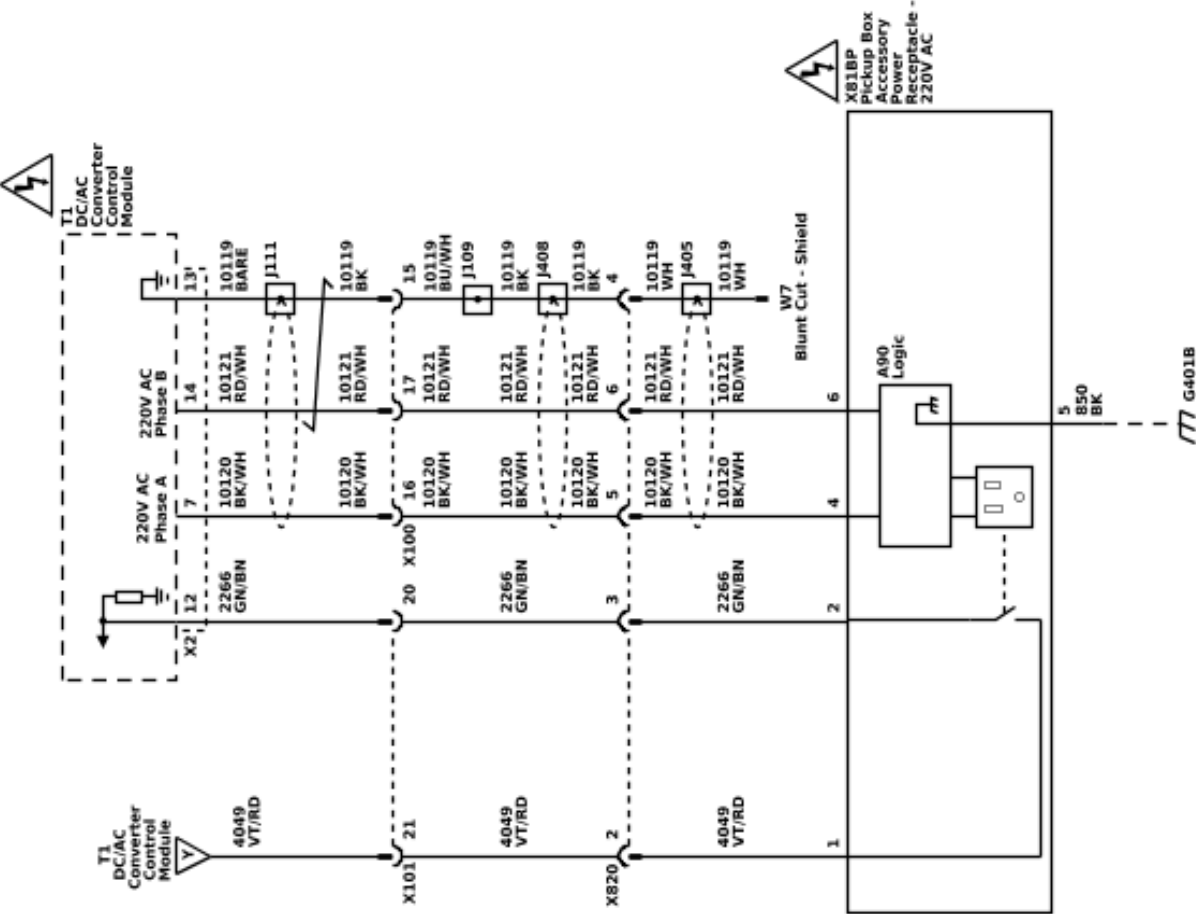 T1
DC/AC
Converter
Control
Module
X81BP
Pickup Box
Accessory
Power
Receptacle -
220V AC
220V AC
Phase B
220V AC
Phase A
13
14
7
12
X2
10119
BARE
J111
10119
BK
15
10119
BU/WH
J109
10119
BK
J408
10119
BK
4
10119
WH
J405
10119
WH
W7
Blunt Cut - Shield
10121
RD/WH
10121
RD/WH
17
10121
RD/WH
10121
RD/WH
10121
RD/WH
6
10121
RD/WH
10121
RD/WH
6
10120
BK/WH
10120
BK/WH
16
X100
10120
BK/WH
10120
BK/WH
10120
BK/WH
5
10120
BK/WH
10120
BK/WH
4
2266
GN/BN
20
2266
GN/BN
3
2266
GN/BN
2
A90
Logic
5
850
BK
G401B
T1
DC/AC
Converter
Control
Module
Y
4049
VT/RD
21
X101
4049
VT/RD
2
X820
4049
VT/RD
1